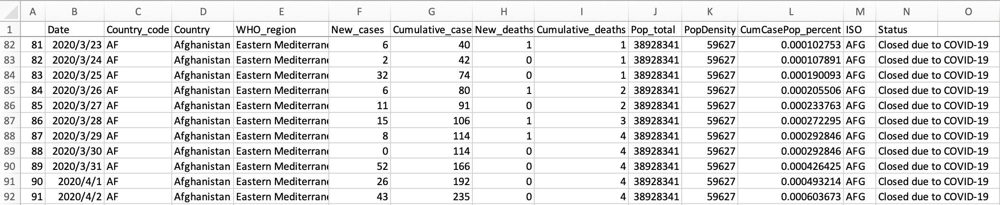 A B C D E F G H I J K L M N O
1 Date Country_code Country WHO_region New_cases Cumulative_case New_deaths Cumulative_deaths Pop_total PopDensity CumCasePop_percent ISO Status
82 81 2020/3/23 AF Afghanistan Eastern Mediterrane 6 40 1 1 38928341 59627 0.000102753 AFG Closed due to COVID-19
83 82 2020/3/24 AF Afghanistan Eastern Mediterrane 2 42 0 1 38928341 59627 0.000107891 AFG Closed due to COVID-19
84 83 2020/3/25 AF Afghanistan Eastern Mediterrane 32 74 0 1 38928341 59627 0.000190093 AFG Closed due to COVID-19
85 84 2020/3/26 AF Afghanistan Eastern Mediterrane 6 80 1 2 38928341 59627 0.000205506 AFG Closed due to COVID-19
86 85 2020/3/27 AF Afghanistan Eastern Mediterrane 11 91 0 2 38928341 59627 0.000233763 AFG Closed due to COVID-19
87 86 2020/3/28 AF Afghanistan Eastern Mediterrane 15 106 1 3 38928341 59627 0.000272295 AFG Closed due to COVID-19
88 87 2020/3/29 AF Afghanistan Eastern Mediterrane 8 114 1 4 38928341 59627 0.000292846 AFG Closed due to COVID-19
89 88 2020/3/30 AF Afghanistan Eastern Mediterrane 0 114 0 4 38928341 59627 0.000292846 AFG Closed due to COVID-19
90 89 2020/3/31 AF Afghanistan Eastern Mediterrane 52 166 0 4 38928341 59627 0.000426425 AFG Closed due to COVID-19
91 90 2020/4/1 AF Afghanistan Eastern Mediterrane 26 192 0 4 38928341 59627 0.000493214 AFG Closed due to COVID-19
92 91 2020/4/2 AF Afghanistan Eastern Mediterrane 43 235 0 4 38928341 59627 0.000603673 AFG Closed due to COVID-19